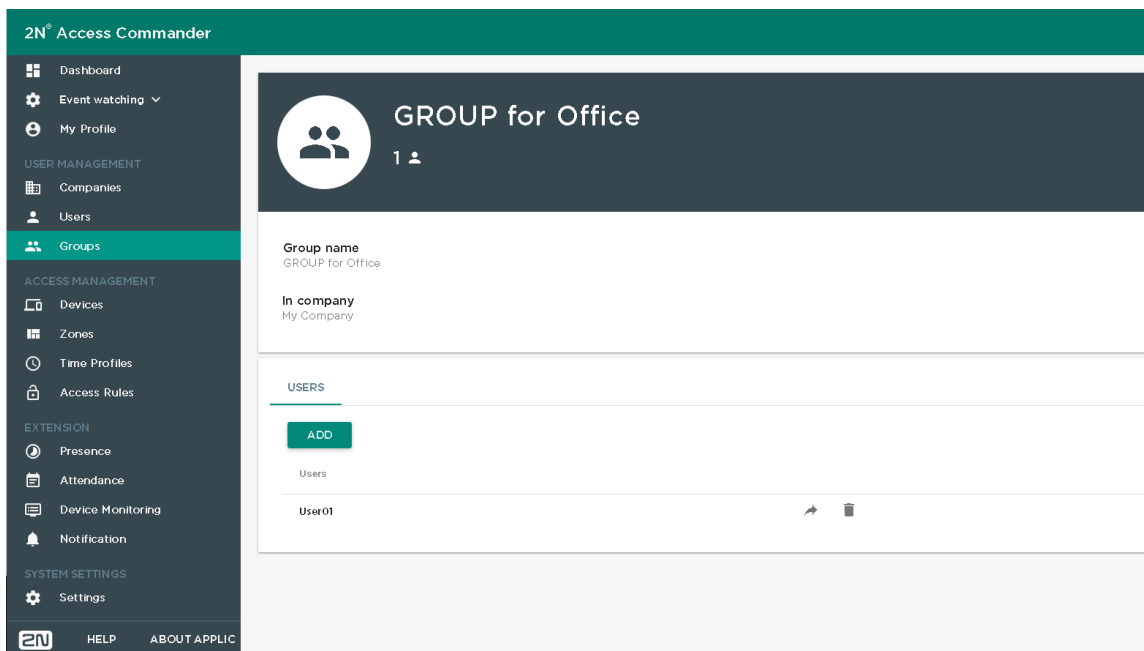 2N® Access Commander
Dashboard
Event watching
My Profile
USER MANAGEMENT
Companies
Users
Groups
ACCESS MANAGEMENT
Devices
Zones
Time Profiles
Access Rules
EXTENSION
Presence
Attendance
Device Monitoring
Notification
SYSTEM SETTINGS
Settings
2N HELP ABOUT APPLIC
GROUP for Office
1
Group name
GROUP for Office
In company
My Company
USERS
ADD
Users
User01